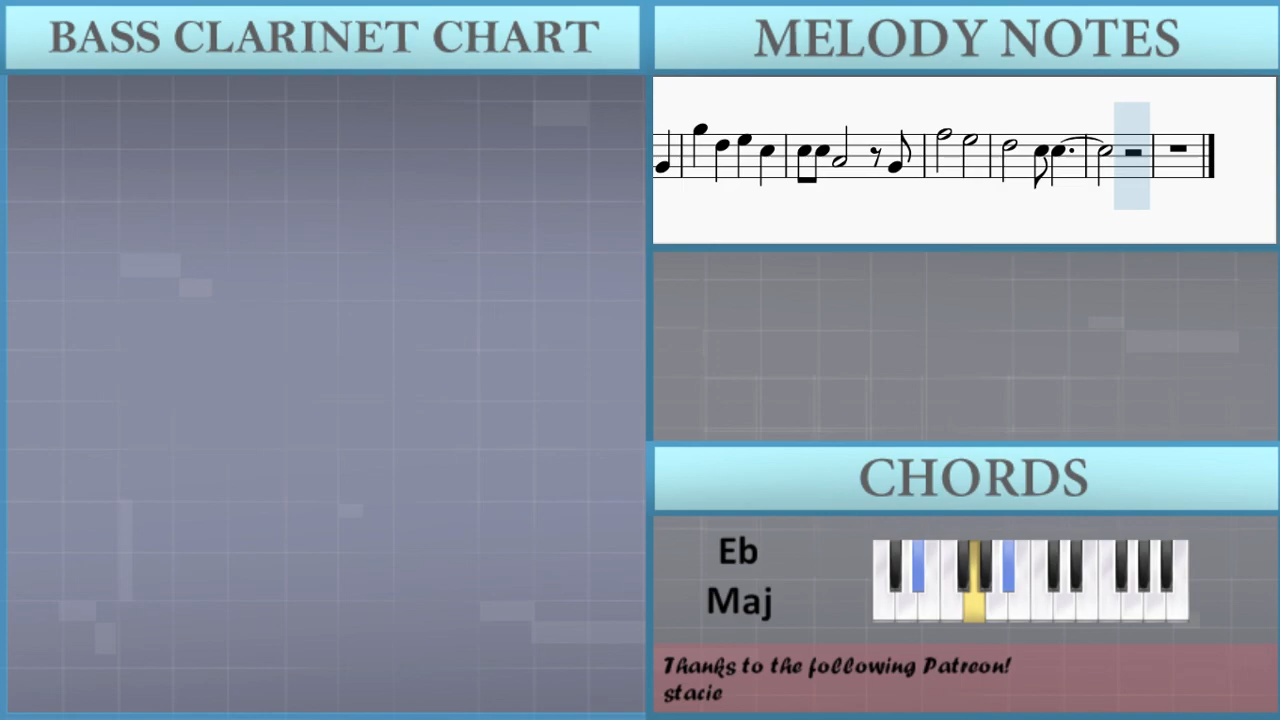 BASS CLARINET CHART
MELODY NOTES
CHORDS
Eb
Maj
Thanks to the following Patreon!
stacie